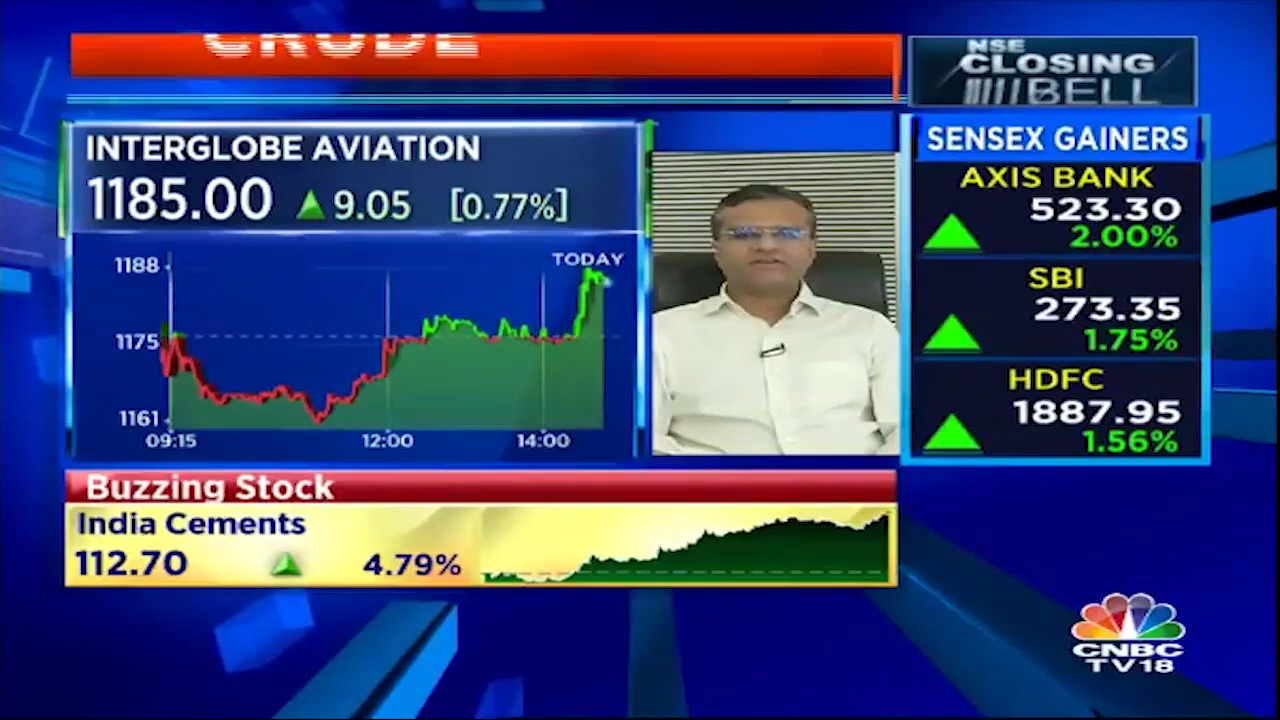 CRUDE
NSE
CLOSING
BELL
INTERGLOBE AVIATION
1185.00 9.05 [0.77%]
TODAY
1188
1175
1161
09:15 12:00 14:00
SENSEX GAINERS
AXIS BANK
523.30
2.00%
SBI
273.35
1.75%
HDFC
1887.95
1.56%
Buzzing Stock
India Cements
112.70 4.79%
CNBC
TV18